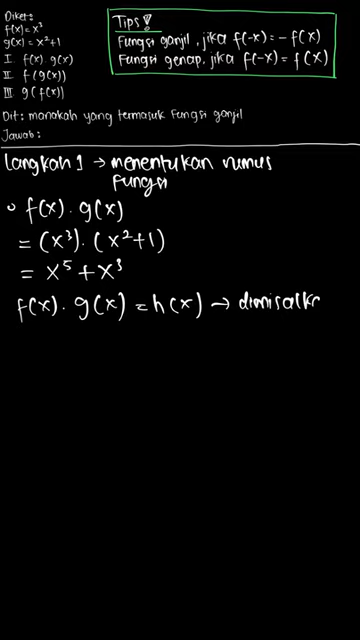 Diket:
f(x) = x³
g(x) = x² + 1
I f(x) . g(x)
II f(g(x))
III g(f(x))
Dit: manakah yang termasuk fungsi ganjil
Jawab:
Tips!
Fungsi ganjil, jika f(-x) = -f(x)
Fungsi genap, jika f(-x) = f(x)
Langkah 1 → menentukan rumus
fungsi
• f(x) . g(x)
= (x³) . (x² + 1)
= x⁵ + x³
f(x) . g(x) = h(x) → dimisalka